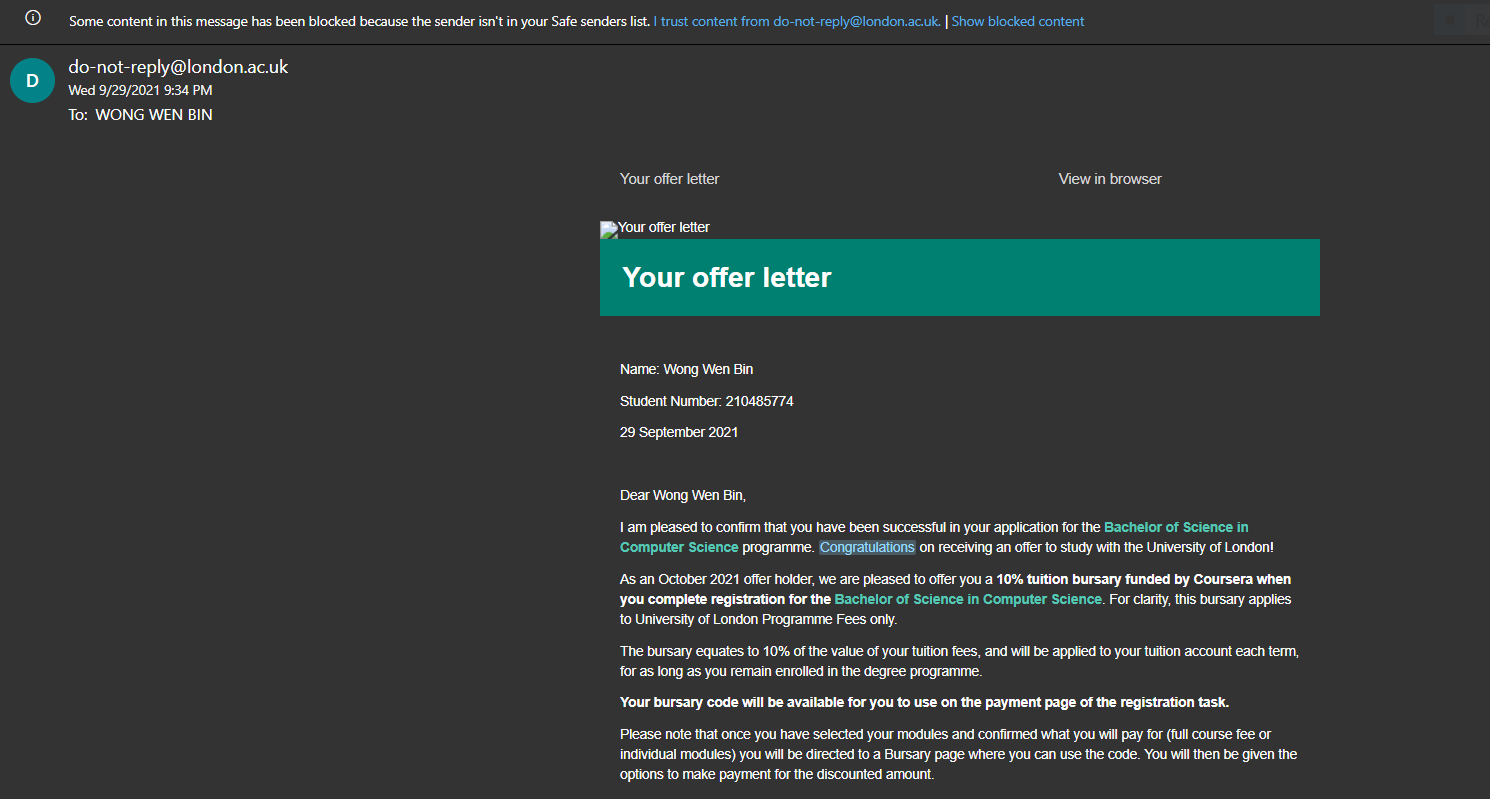 Some content in this message has been blocked because the sender isn't in your Safe senders list. I trust content from do-not-reply@london.ac.uk. | Show blocked content
D
do-not-reply@london.ac.uk
Wed 9/29/2021 9:34 PM
To: WONG WEN BIN
Your offer letter
View in browser
Your offer letter
Your offer letter
Name: Wong Wen Bin
Student Number: 210485774
29 September 2021
Dear Wong Wen Bin,
I am pleased to confirm that you have been successful in your application for the Bachelor of Science in
Computer Science programme. Congratulations on receiving an offer to study with the University of London!
As an October 2021 offer holder, we are pleased to offer you a 10% tuition bursary funded by Coursera when
you complete registration for the Bachelor of Science in Computer Science. For clarity, this bursary applies
to University of London Programme Fees only.
The bursary equates to 10% of the value of your tuition fees, and will be applied to your tuition account each term,
for as long as you remain enrolled in the degree programme.
Your bursary code will be available for you to use on the payment page of the registration task.
Please note that once you have selected your modules and confirmed what you will pay for (full course fee or
individual modules) you will be directed to a Bursary page where you can use the code. You will then be given the
options to make payment for the discounted amount.